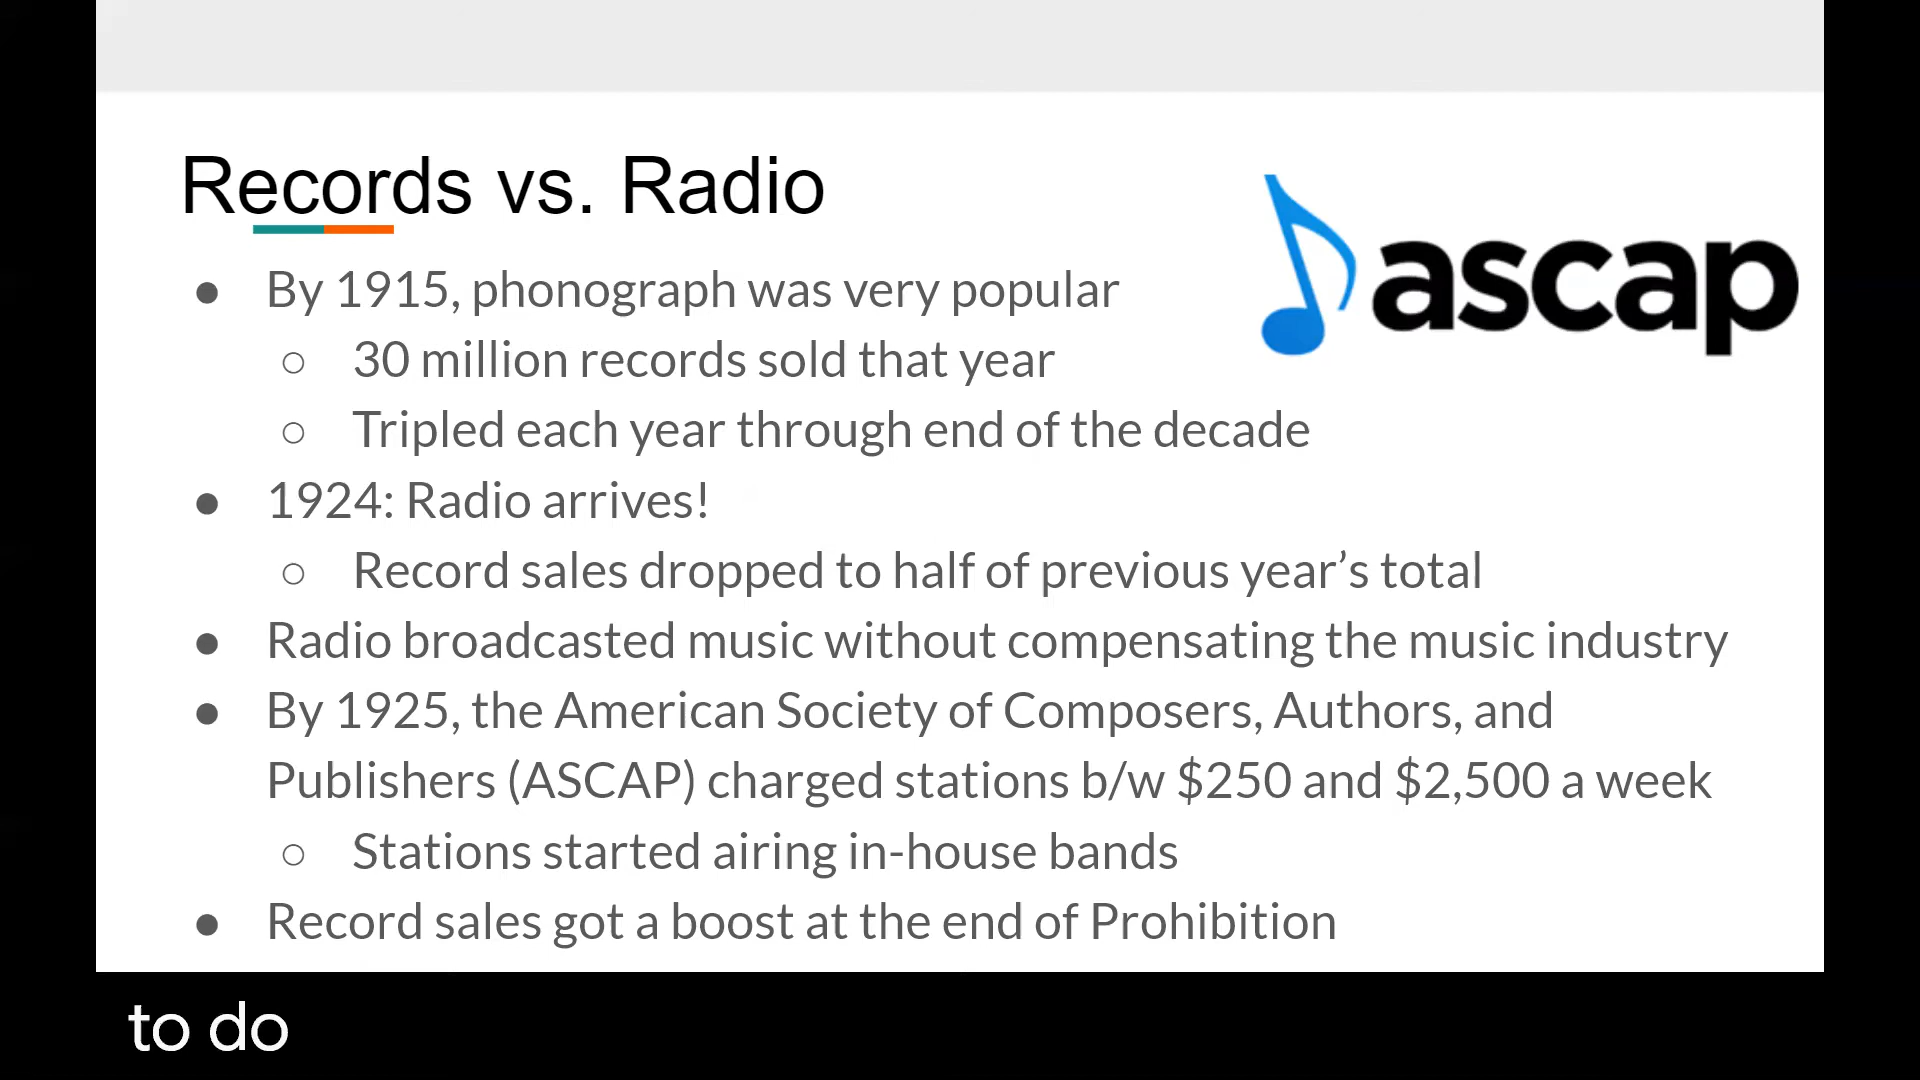 Records vs. Radio
ascap
● By 1915, phonograph was very popular
○ 30 million records sold that year
○ Tripled each year through end of the decade
● 1924: Radio arrives!
○ Record sales dropped to half of previous year’s total
● Radio broadcasted music without compensating the music industry
● By 1925, the American Society of Composers, Authors, and
Publishers (ASCAP) charged stations b/w $250 and $2,500 a week
○ Stations started airing in-house bands
● Record sales got a boost at the end of Prohibition
to do